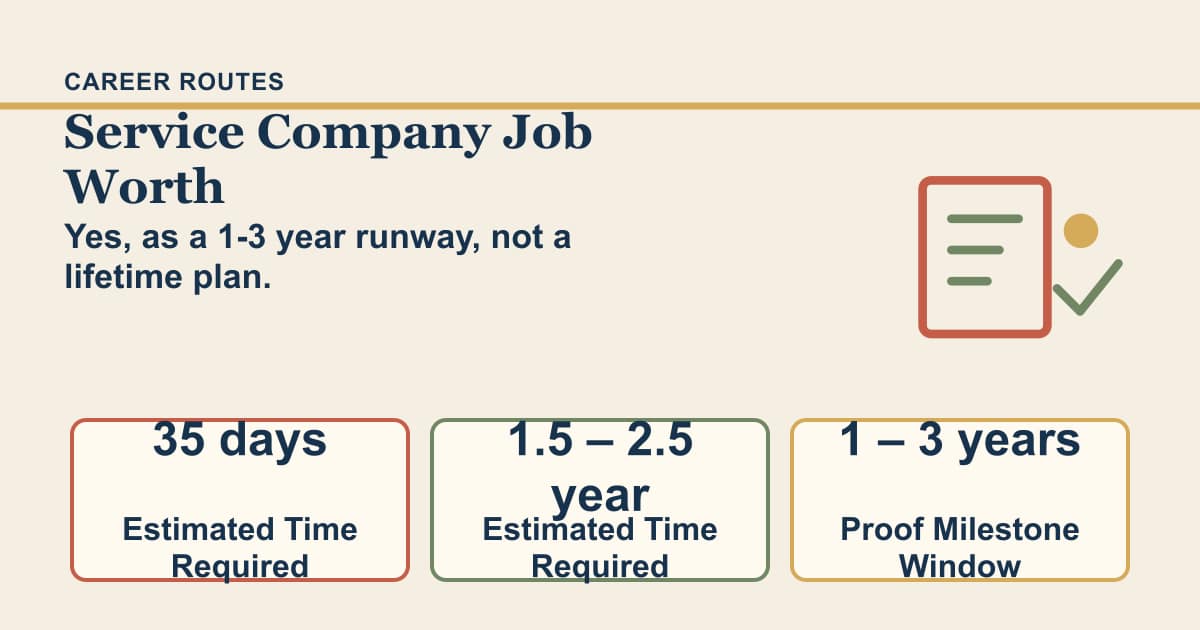 CAREER ROUTES
Service Company Job
Worth
Yes, as a 1-3 year runway, not a
lifetime plan.
35 days
Estimated Time
Required
1.5 – 2.5
year
Estimated Time
Required
1 – 3 years
Proof Milestone
Window